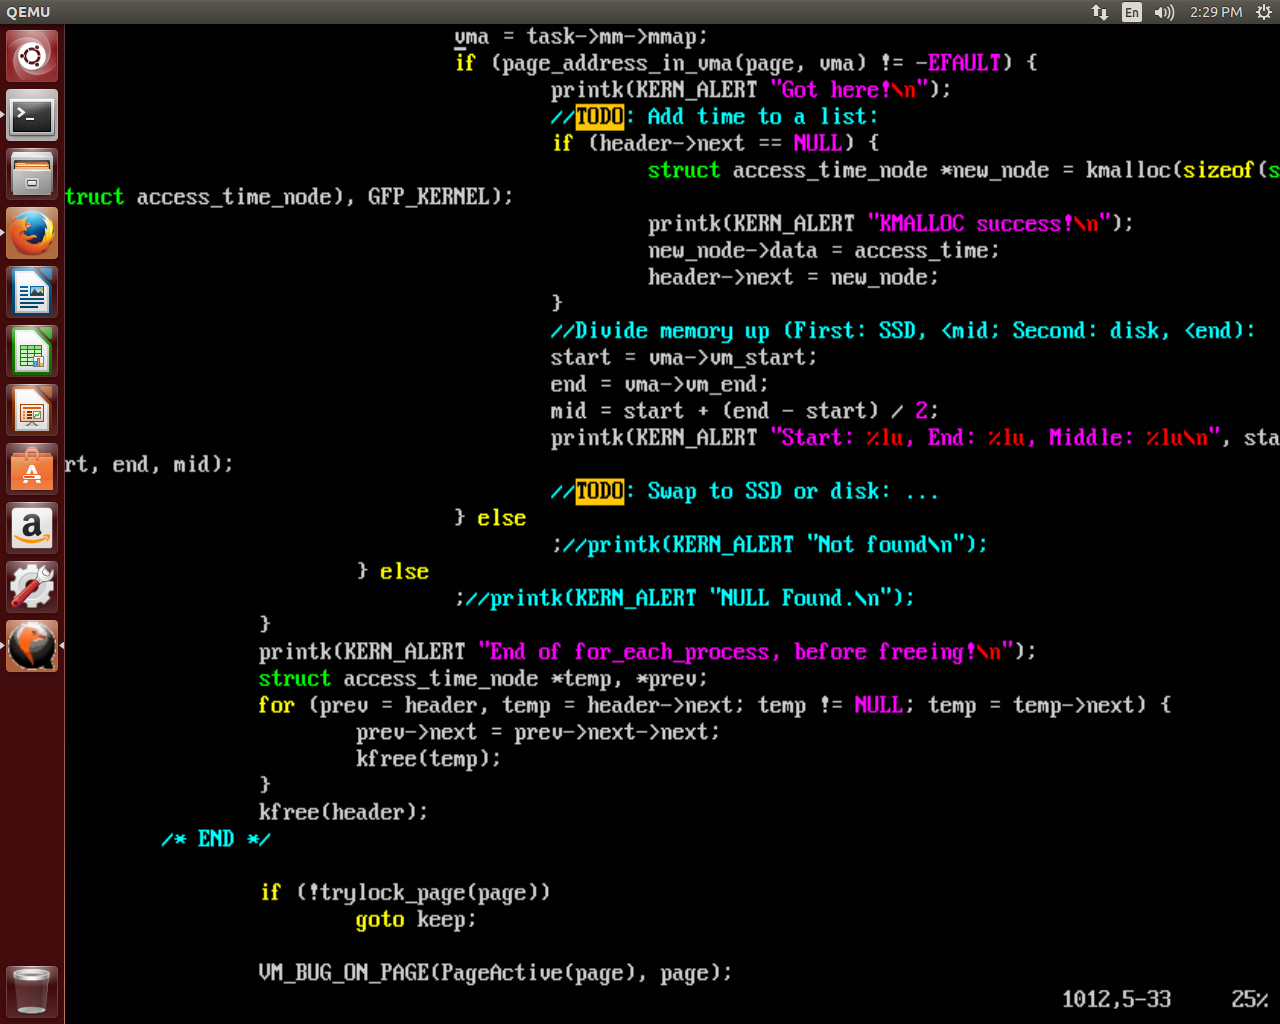 QEMU
En
2:29 PM
vma = task->mm->mmap;
if (page_address_in_vma(page, vma) != -EFAULT) {
printk(KERN_ALERT "Got here!\n");
//TODO: Add time to a list:
if (header->next == NULL) {
struct access_time_node *new_node = kmalloc(sizeof(s
truct access_time_node), GFP_KERNEL);
printk(KERN_ALERT "KMALLOC success!\n");
new_node->data = access_time;
header->next = new_node;
}
//Divide memory up (First: SSD, <mid; Second: disk, <end):
start = vma->vm_start;
end = vma->vm_end;
mid = start + (end - start) / 2;
printk(KERN_ALERT "Start: %lu, End: %lu, Middle: %lu\n", sta
rt, end, mid);
//TODO: Swap to SSD or disk: ...
} else
;//printk(KERN_ALERT "Not found\n");
} else
;//printk(KERN_ALERT "NULL Found.\n");
}
printk(KERN_ALERT "End of for_each_process, before freeing!\n");
struct access_time_node *temp, *prev;
for (prev = header, temp = header->next; temp != NULL; temp = temp->next) {
prev->next = prev->next->next;
kfree(temp);
}
kfree(header);
/* END */
if (!trylock_page(page))
goto keep;
VM_BUG_ON_PAGE(PageActive(page), page);
1012,5-33 25%